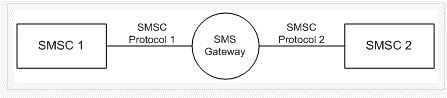 SMSC 1
SMSC
Protocol 1
SMS
Gateway
SMSC
Protocol 2
SMSC 2